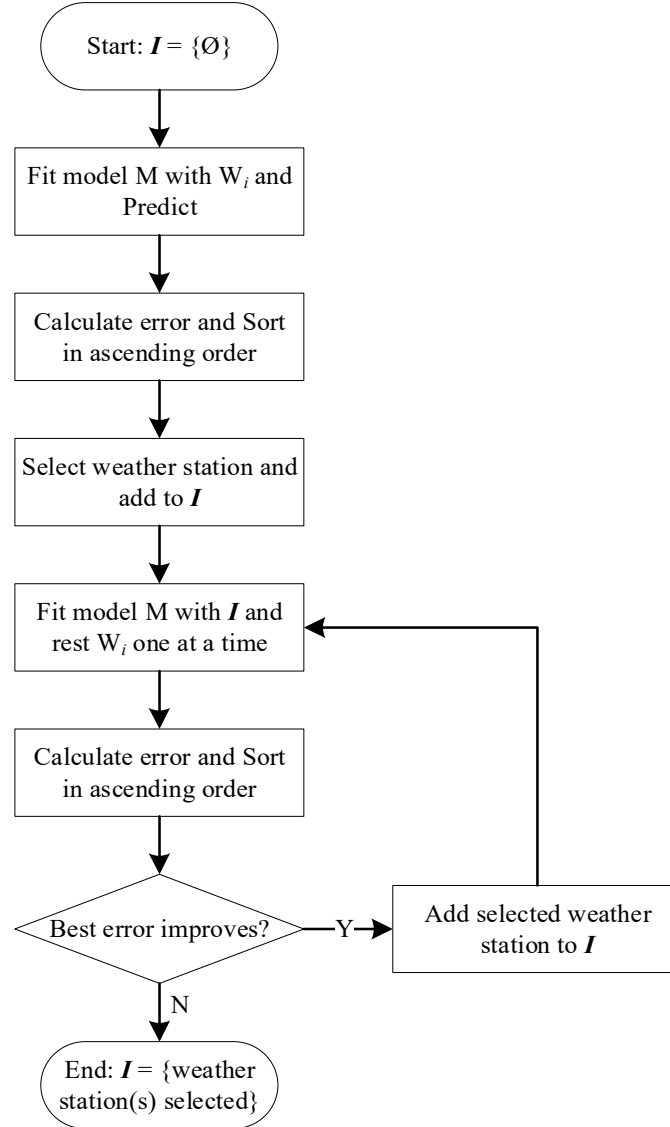 Start: I = {Ø}
Fit model M with Wi and
Predict
Calculate error and Sort
in ascending order
Select weather station and
add to I
Fit model M with I and
rest Wi one at a time
Calculate error and Sort
in ascending order
Best error improves?
Y
Add selected weather
station to I
N
End: I = {weather
station(s) selected}